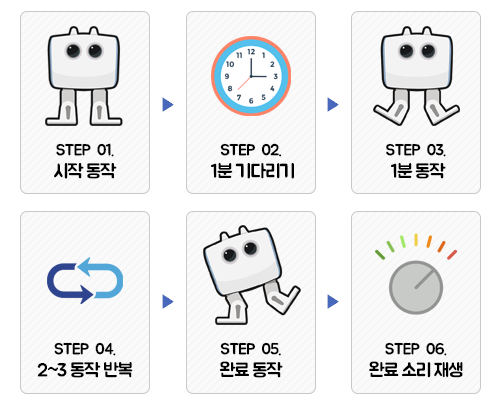 STEP 01.
시작 동작
12
1
2
3
4
5
6
7
8
9
10
11
STEP 02.
1분 기다리기
STEP 03.
1분 동작
STEP 04.
2~3 동작 반복
STEP 05.
완료 동작
STEP 06.
완료 소리 재생